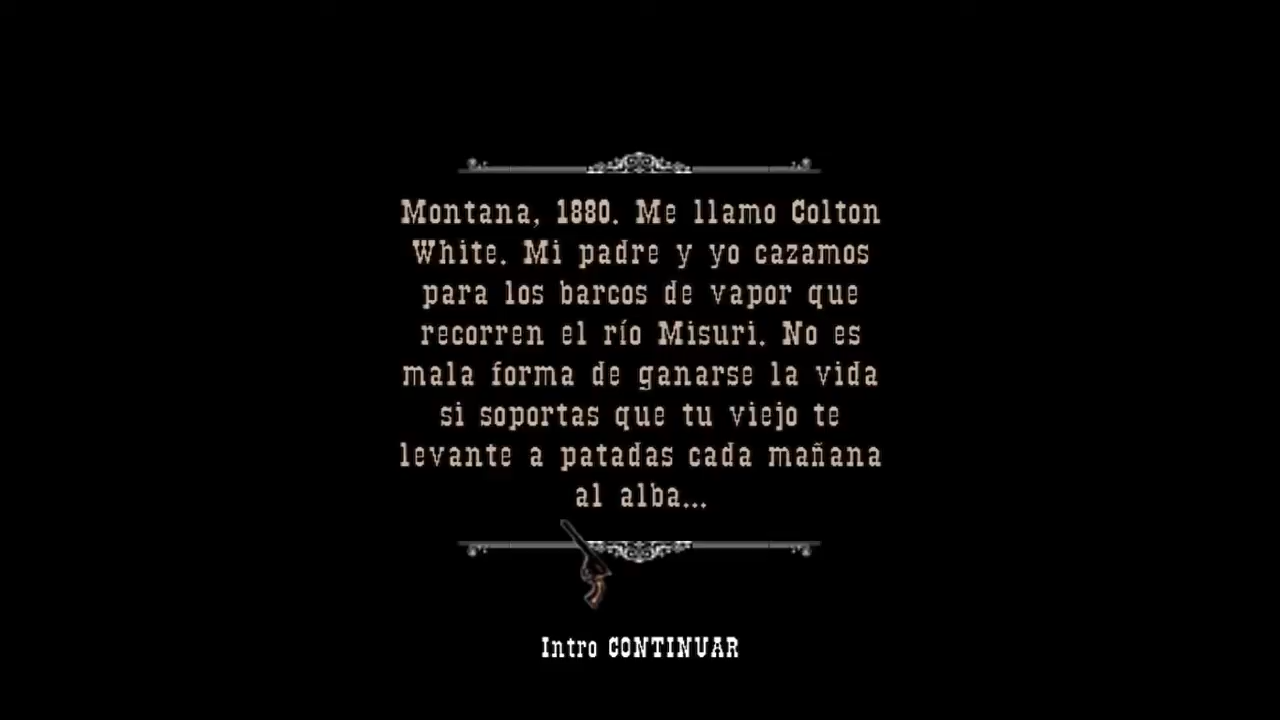 Montana, 1880. Me llamo Colton
White. Mi padre y yo cazamos
para los barcos de vapor que
recorren el río Misuri. No es
mala forma de ganarse la vida
si soportas que tu viejo te
levante a patadas cada mañana
al alba...
Intro CONTINUAR